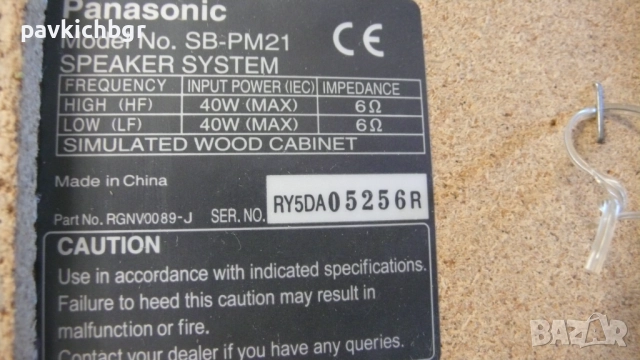 Panasonic
pavkichbgr
Model No. SB-PM21
CE
SPEAKER SYSTEM
FREQUENCY INPUT POWER (IEC) IMPEDANCE
HIGH (HF) 40W (MAX) 6Ω
LOW (LF) 40W (MAX) 6Ω
SIMULATED WOOD CABINET
Made in China
Part No. RGNV0089-J SER. NO. RY5DA05256R
CAUTION
Use in accordance with indicated specifications.
Failure to heed this caution may result in
malfunction or fire.
Contact your dealer if you have any queries.
BAZAR.bg